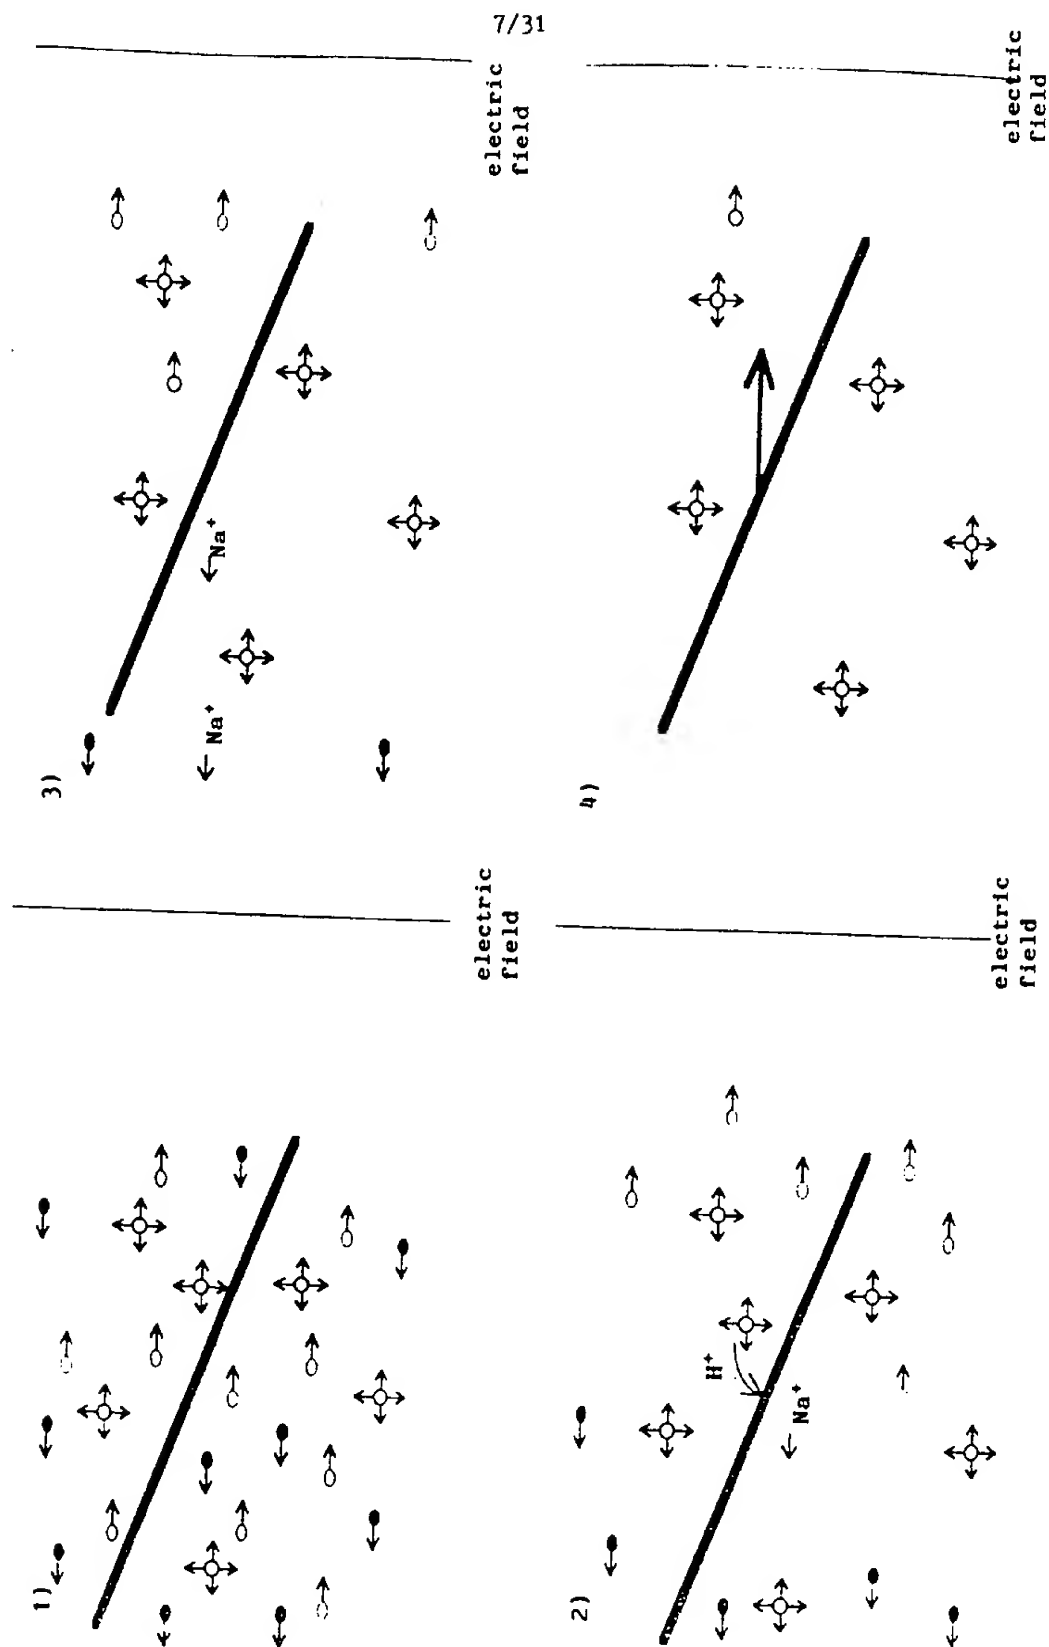 7/31
1)
electric
field
2)
H⁺
Na⁺
electric
field
3)
Na⁺
Na⁺
electric
field
4)
electric
field